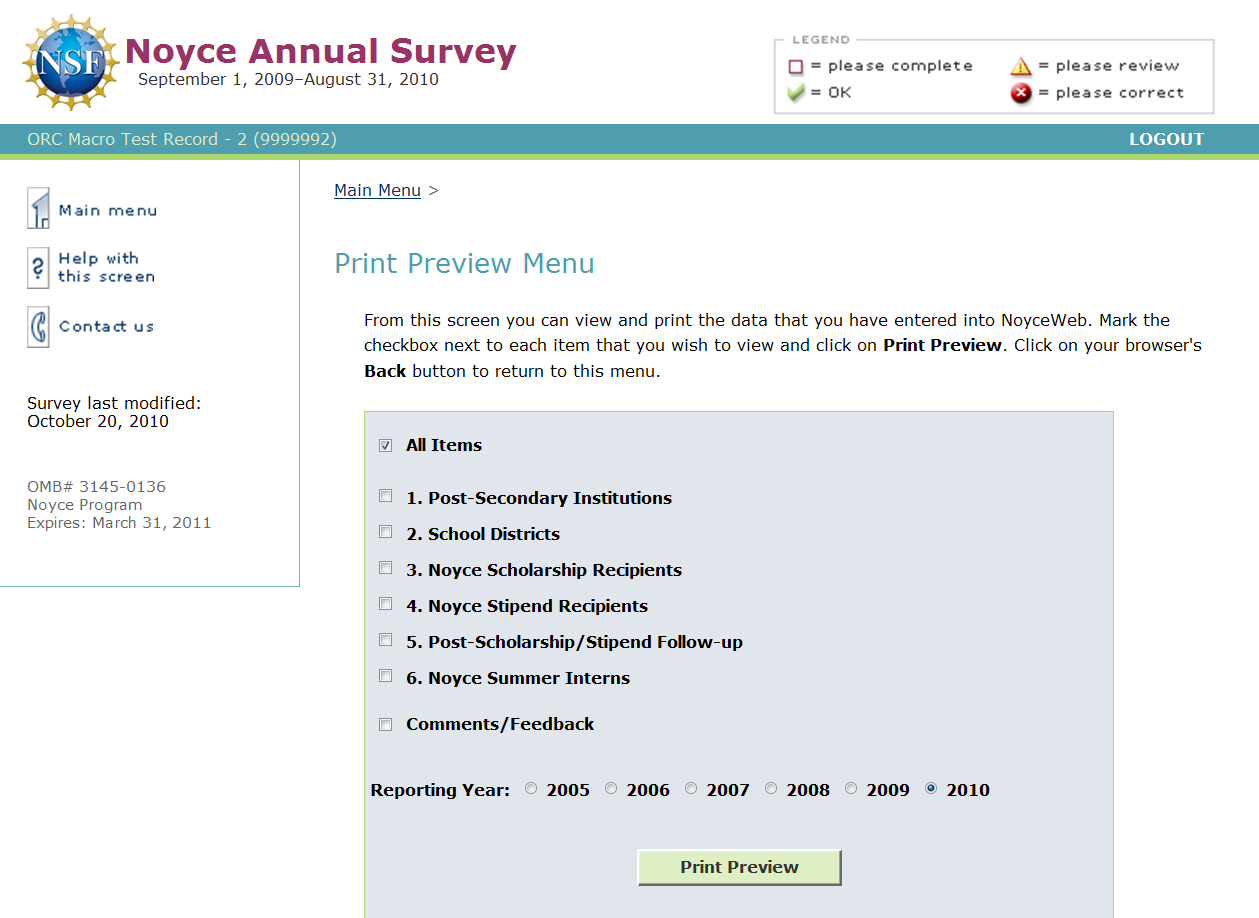 NSF
Noyce Annual Survey
September 1, 2009–August 31, 2010
LEGEND
= please complete
= please review
= OK
= please correct
ORC Macro Test Record - 2 (9999992)
LOGOUT
Main menu
Help with
this screen
Contact us
Survey last modified:
October 20, 2010
OMB# 3145-0136
Noyce Program
Expires: March 31, 2011
Main Menu >
Print Preview Menu
From this screen you can view and print the data that you have entered into NoyceWeb. Mark the
checkbox next to each item that you wish to view and click on Print Preview. Click on your browser's
Back button to return to this menu.
All Items
1. Post-Secondary Institutions
2. School Districts
3. Noyce Scholarship Recipients
4. Noyce Stipend Recipients
5. Post-Scholarship/Stipend Follow-up
6. Noyce Summer Interns
Comments/Feedback
Reporting Year: 2005 2006 2007 2008 2009 2010
Print Preview